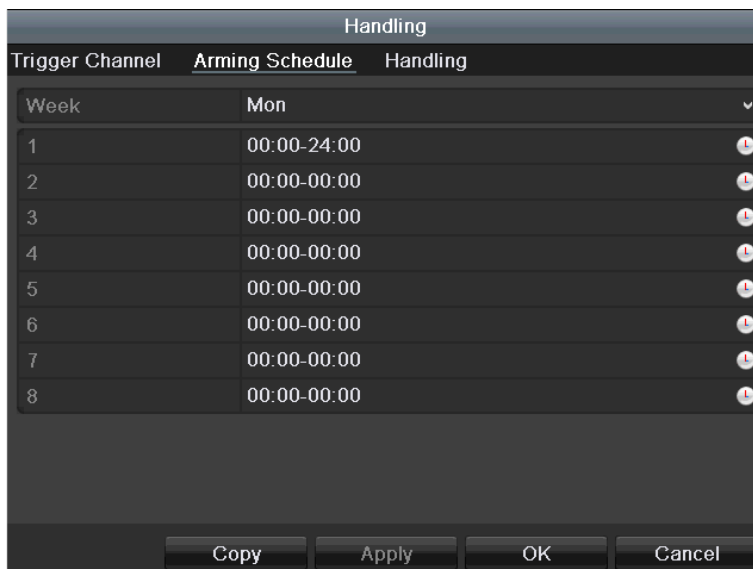 Handling
Trigger Channel Arming Schedule Handling
Week Mon
1 00:00-24:00
2 00:00-00:00
3 00:00-00:00
4 00:00-00:00
5 00:00-00:00
6 00:00-00:00
7 00:00-00:00
8 00:00-00:00
Copy Apply OK Cancel